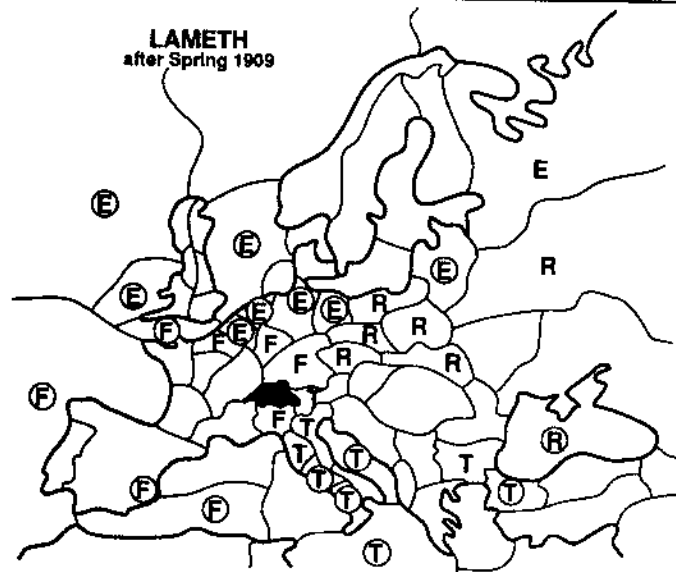 LAMETH
after Spring 1909
E
E
E
E R
E E
E E R
F E R R
F F
F R R
F
F T
R
T T T
F T T T
F
T